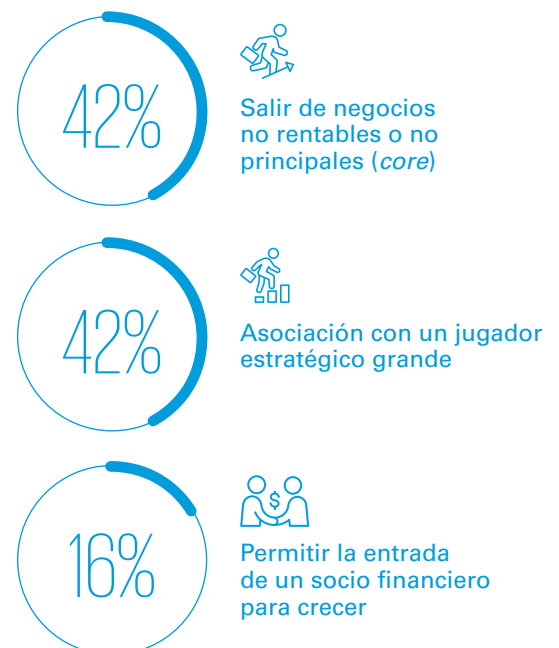 42%
Salir de negocios
no rentables o no
principales (core)
42%
Asociación con un jugador
estratégico grande
$
16%
Permitir la entrada
de un socio financiero
para crecer